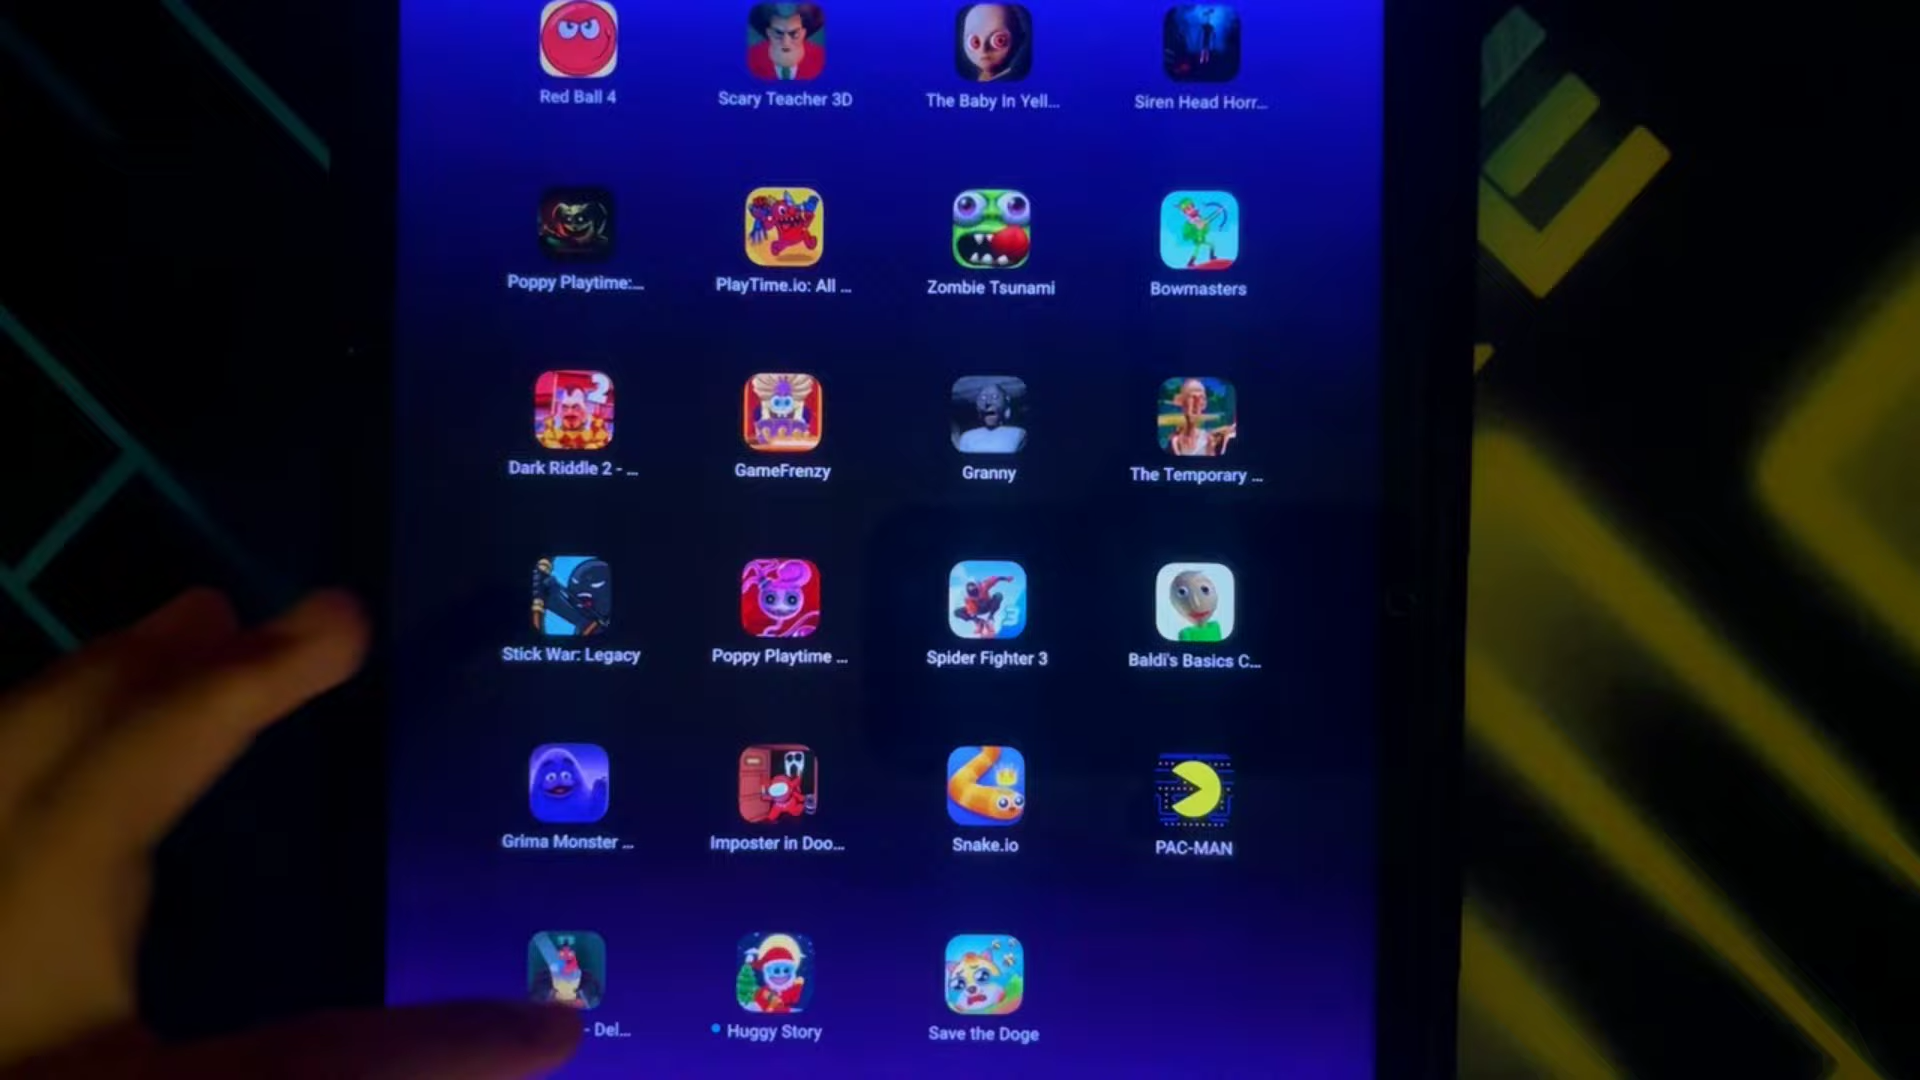 Red Ball 4
Scary Teacher 3D
The Baby In Yell...
Siren Head Horr...
Poppy Playtime:...
PlayTime.io: All ...
Zombie Tsunami
Bowmasters
2
Dark Riddle 2 - ...
GameFrenzy
Granny
The Temporary ...
Stick War: Legacy
Poppy Playtime ...
3
Spider Fighter 3
Baldi's Basics C...
Grima Monster ...
Imposter in Doo...
Snake.io
PAC-MAN
- Del...
Huggy Story
Save the Doge